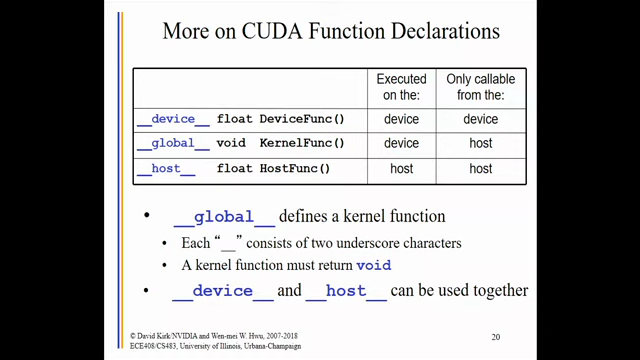 More on CUDA Function Declarations
Executed on the: Only callable from the:
__device__ float DeviceFunc() device device
__global__ void KernelFunc() device host
__host__ float HostFunc() host host
• __global__ defines a kernel function
• Each “__” consists of two underscore characters
• A kernel function must return void
• __device__ and __host__ can be used together
© David Kirk/NVIDIA and Wen-mei W. Hwu, 2007-2018
ECE408/CS483, University of Illinois, Urbana-Champaign
20